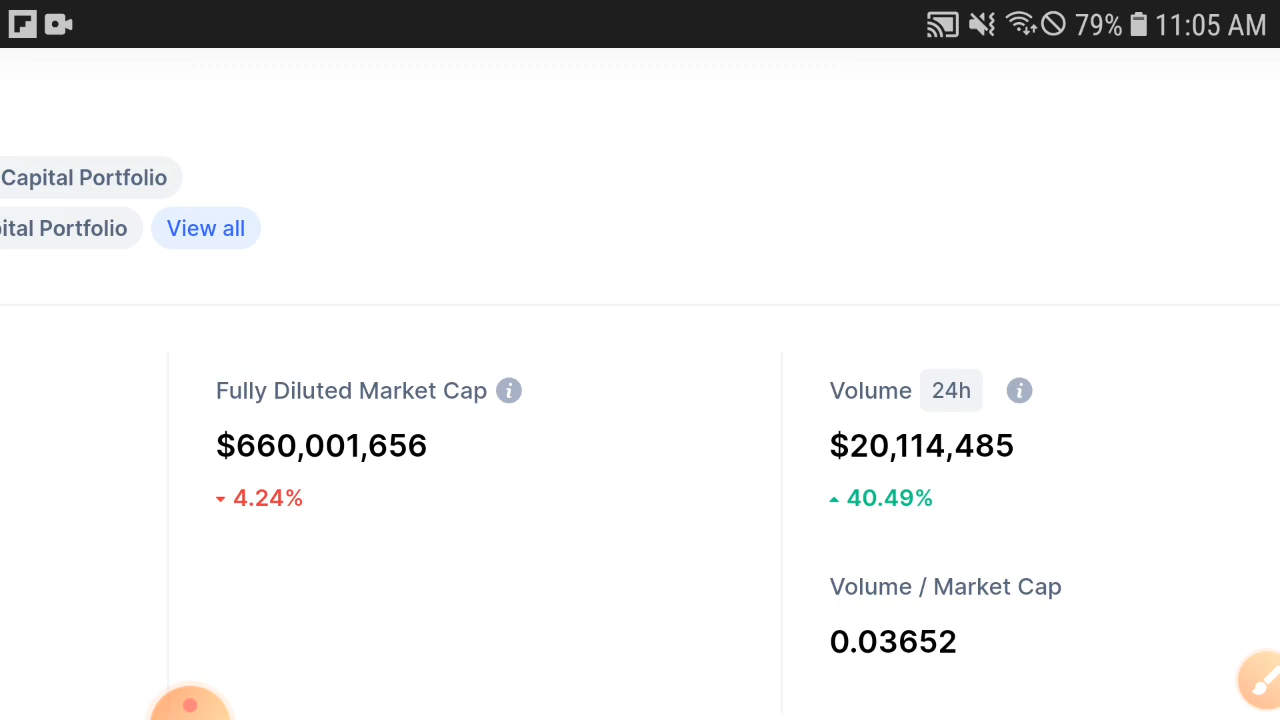 79% 11:05 AM
Capital Portfolio
ital Portfolio View all
Fully Diluted Market Cap
$660,001,656
4.24%
Volume 24h
$20,114,485
40.49%
Volume / Market Cap
0.03652